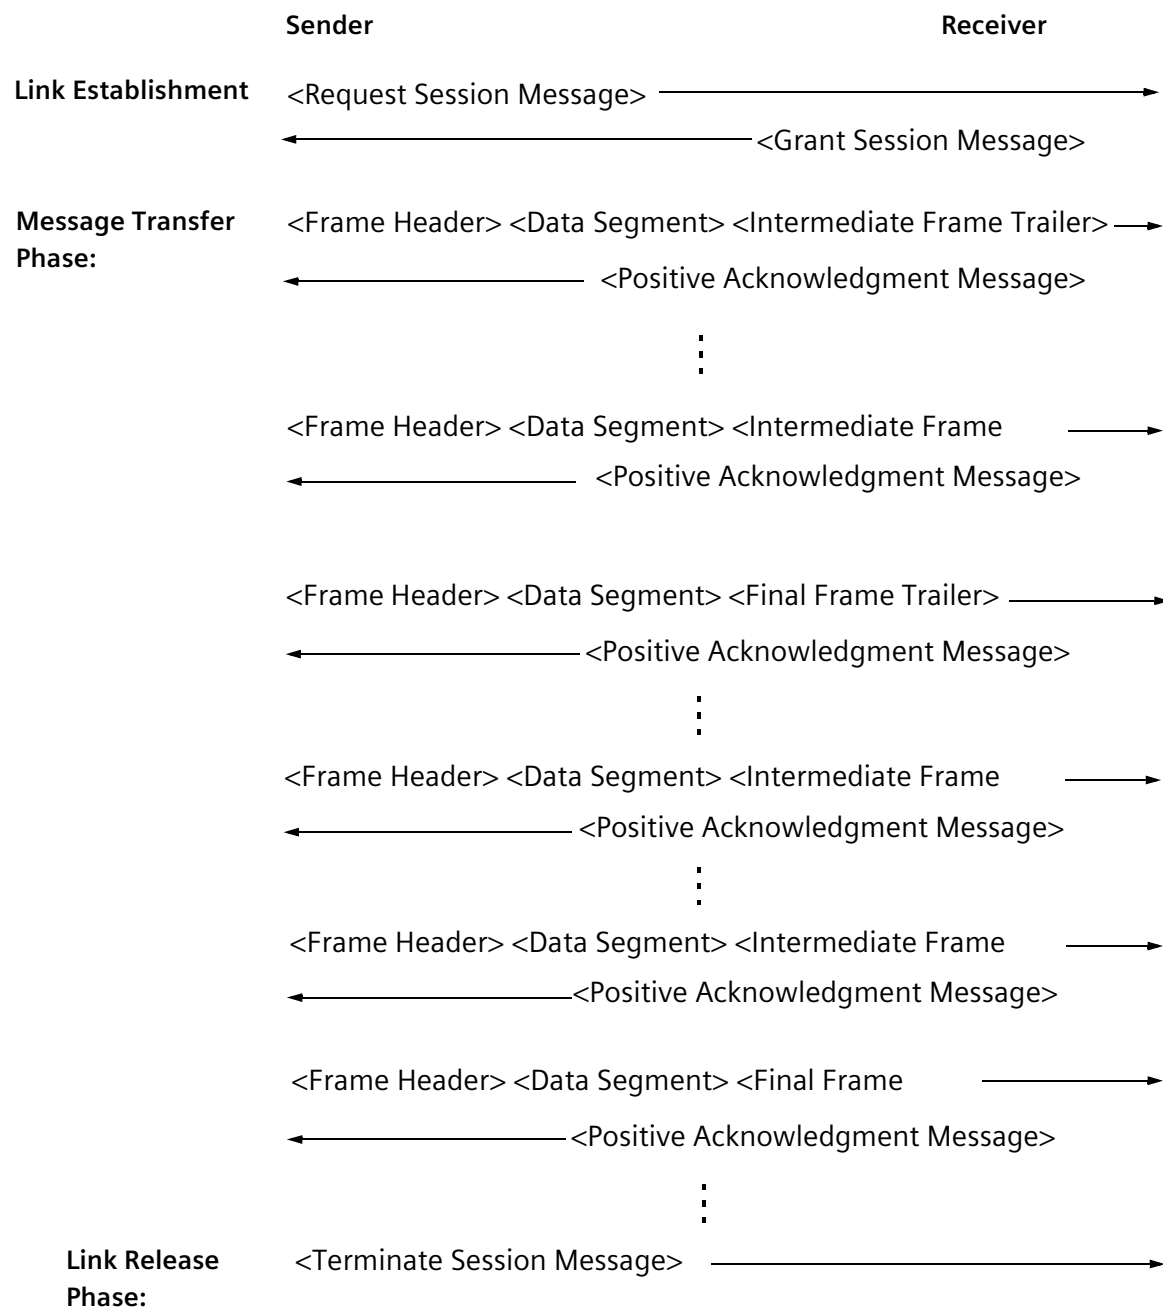 Sender Receiver
Link Establishment <Request Session Message>
<Grant Session Message>
Message Transfer <Frame Header> <Data Segment> <Intermediate Frame Trailer>
Phase:
<Positive Acknowledgment Message>
<Frame Header> <Data Segment> <Intermediate Frame
<Positive Acknowledgment Message>
<Frame Header> <Data Segment> <Final Frame Trailer>
<Positive Acknowledgment Message>
<Frame Header> <Data Segment> <Intermediate Frame
<Positive Acknowledgment Message>
<Frame Header> <Data Segment> <Intermediate Frame
<Positive Acknowledgment Message>
<Frame Header> <Data Segment> <Final Frame
<Positive Acknowledgment Message>
Link Release <Terminate Session Message>
Phase: